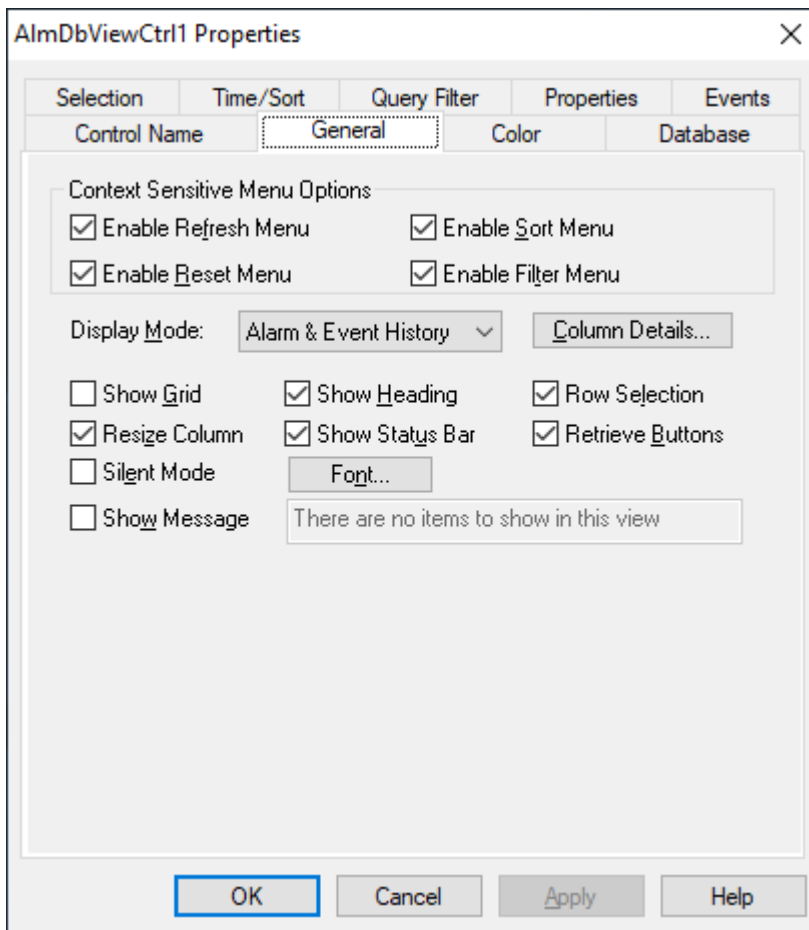 AlmDbViewCtrl1 Properties
Selection Time/Sort Query Filter Properties Events
Control Name General Color Database
Context Sensitive Menu Options
Enable Refresh Menu Enable Sort Menu
Enable Reset Menu Enable Filter Menu
Display Mode: Alarm & Event History Column Details...
Show Grid Show Heading Row Selection
Resize Column Show Status Bar Retrieve Buttons
Silent Mode Font...
Show Message There are no items to show in this view
OK Cancel Apply Help